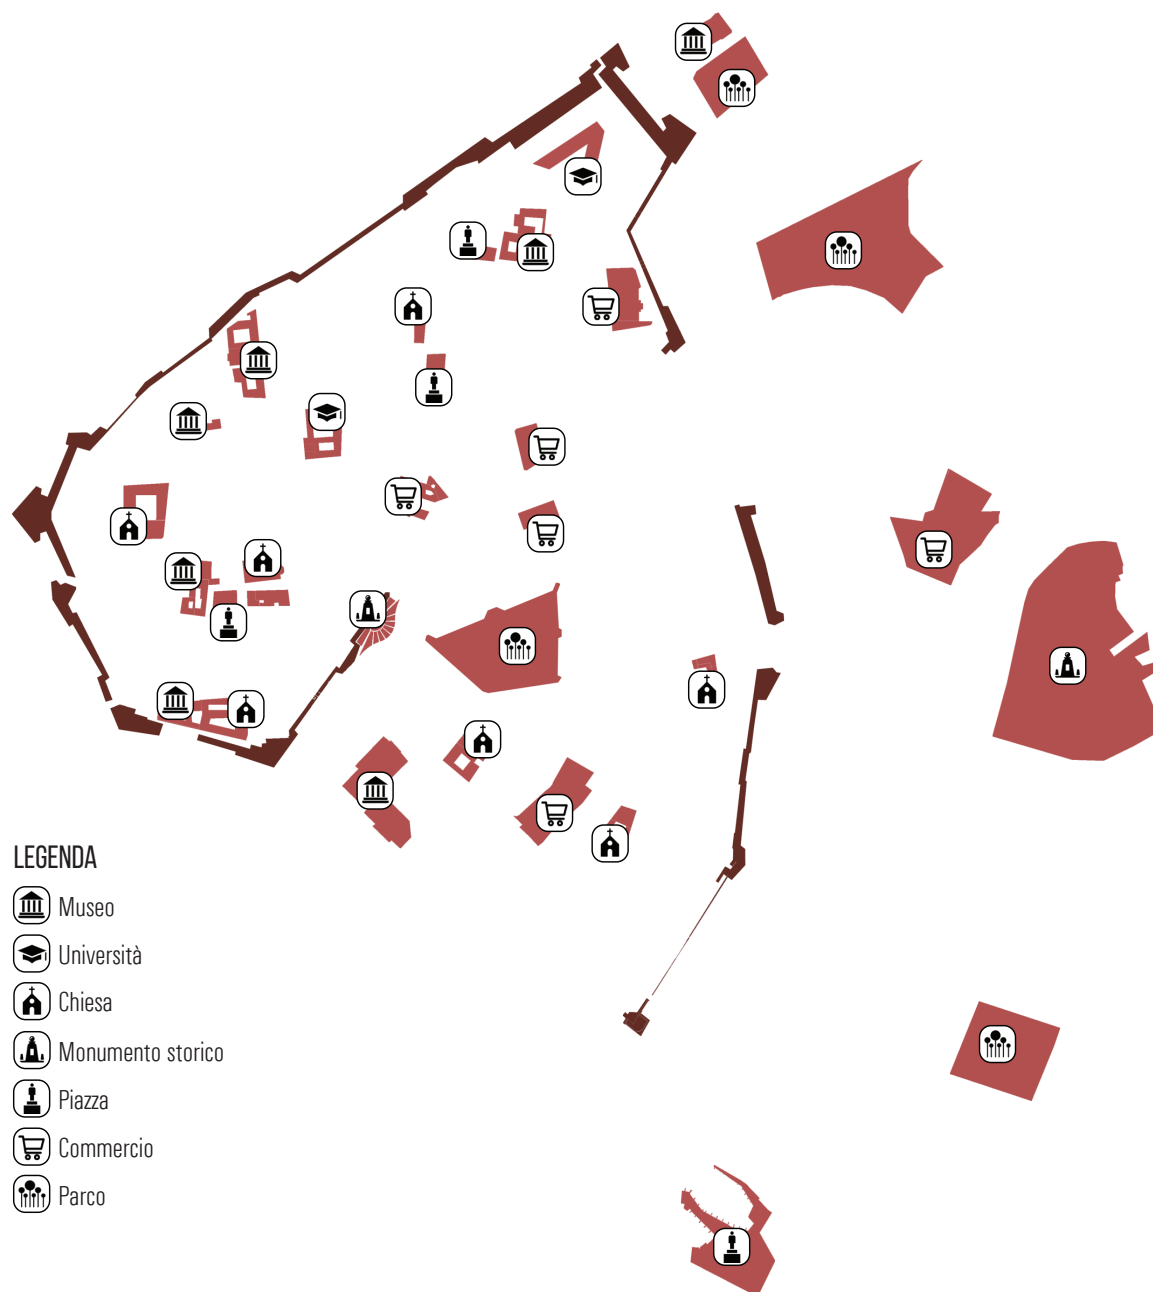 LEGENDA
Museo
Università
Chiesa
Monumento storico
Piazza
Commercio
Parco